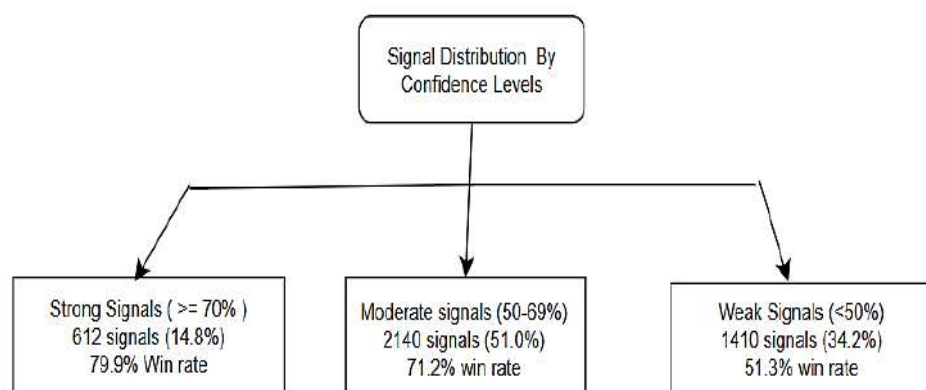 Signal Distribution By
Confidence Levels
Strong Signals ( >= 70% )
612 signals (14.8%)
79.9% Win rate
Moderate signals (50-69%)
2140 signals (51.0%)
71.2% win rate
Weak Signals (<50%)
1410 signals (34.2%)
51.3% win rate